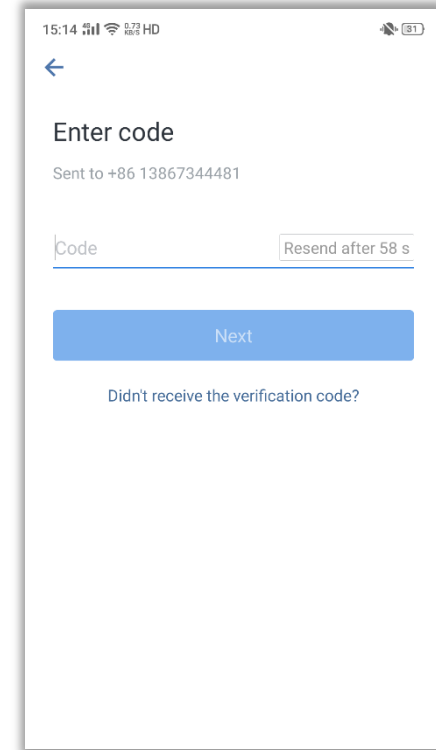 15:14 4G 0.73 KB/S HD 31
Enter code
Sent to +86 13867344481
Code Resend after 58 s
Next
Didn't receive the verification code?